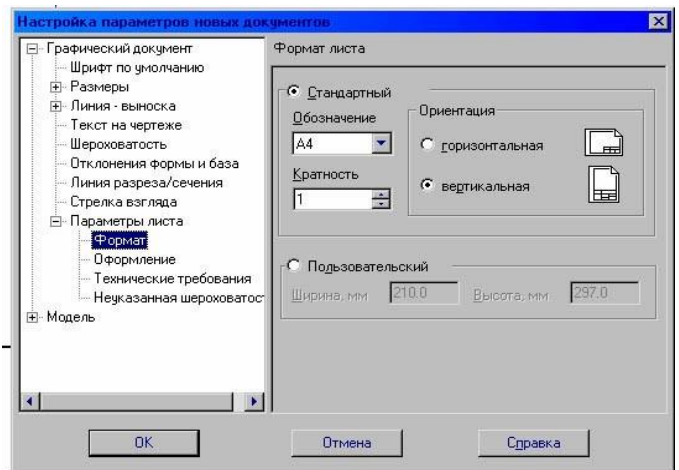 Настройка параметров новых документов
Графический документ
Шрифт по умолчанию
Размеры
Линия - выноска
Текст на чертеже
Шероховатость
Отклонения формы и база
Линия разреза/сечения
Стрелка взгляда
Параметры листа
Формат
Оформление
Технические требования
Неуказанная шероховатос
Модель
Формат листа
Стандартный
Обозначение
A4
Кратность
1
Ориентация
горизонтальная
вертикальная
Пользовательский
Ширина, мм 210.0 Высота, мм 297.0
OK Отмена Справка